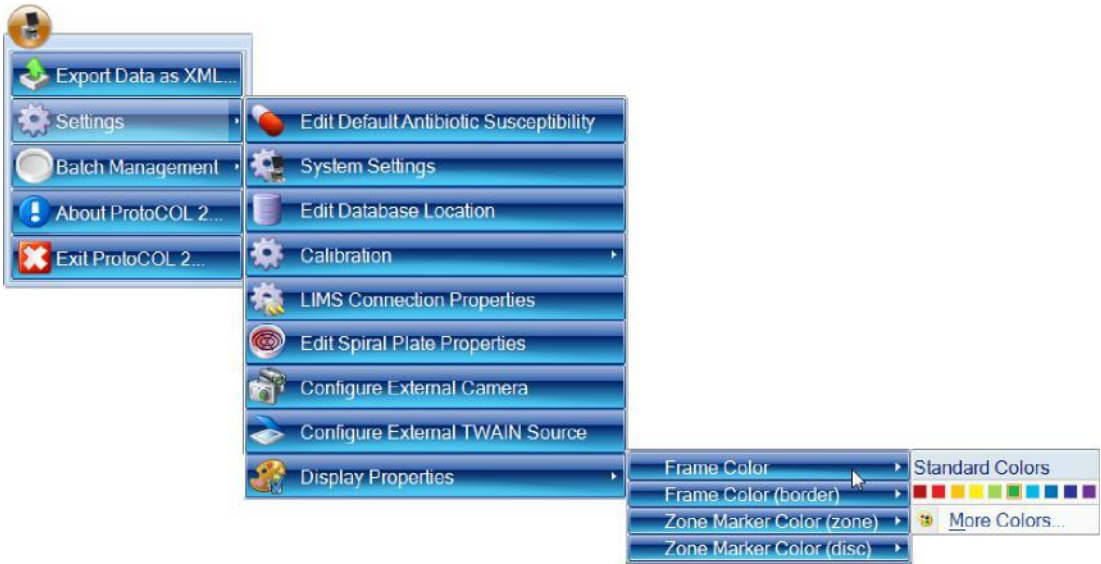 Export Data as XML...
Settings
Batch Management
About ProtoCOL 2...
Exit ProtoCOL 2...
Edit Default Antibiotic Susceptibility
System Settings
Edit Database Location
Calibration
LIMS Connection Properties
Edit Spiral Plate Properties
Configure External Camera
Configure External TWAIN Source
Display Properties
Frame Color
Frame Color (border)
Zone Marker Color (zone)
Zone Marker Color (disc)
Standard Colors
More Colors...